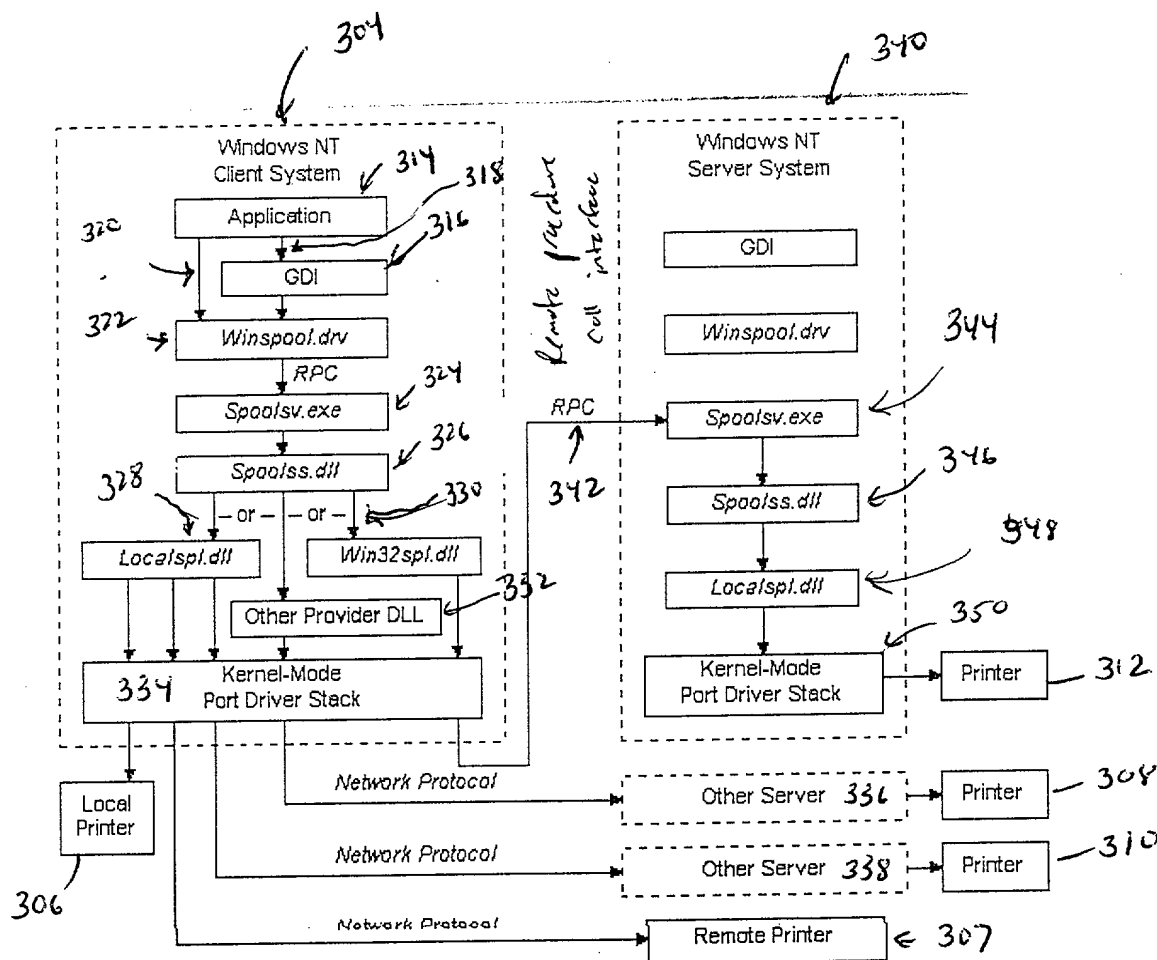 304
340
Windows NT
Client System
314
318
Application
320
316
GDI
322
Winspool.drv
RPC
324
Spoolsv.exe
326
Spoolss.dll
328
330
— or — or —
Localspl.dll
Win32spl.dll
332
Other Provider DLL
334
Kernel-Mode
Port Driver Stack
Remote procedure
call interface
RPC
342
Windows NT
Server System
GDI
Winspool.drv
344
Spoolsv.exe
346
Spoolss.dll
348
Localspl.dll
350
Kernel-Mode
Port Driver Stack
Printer
312
Local
Printer
306
Network Protocol
Other Server 336
Printer
308
Network Protocol
Other Server 338
Printer
310
Network Protocol
Remote Printer
307